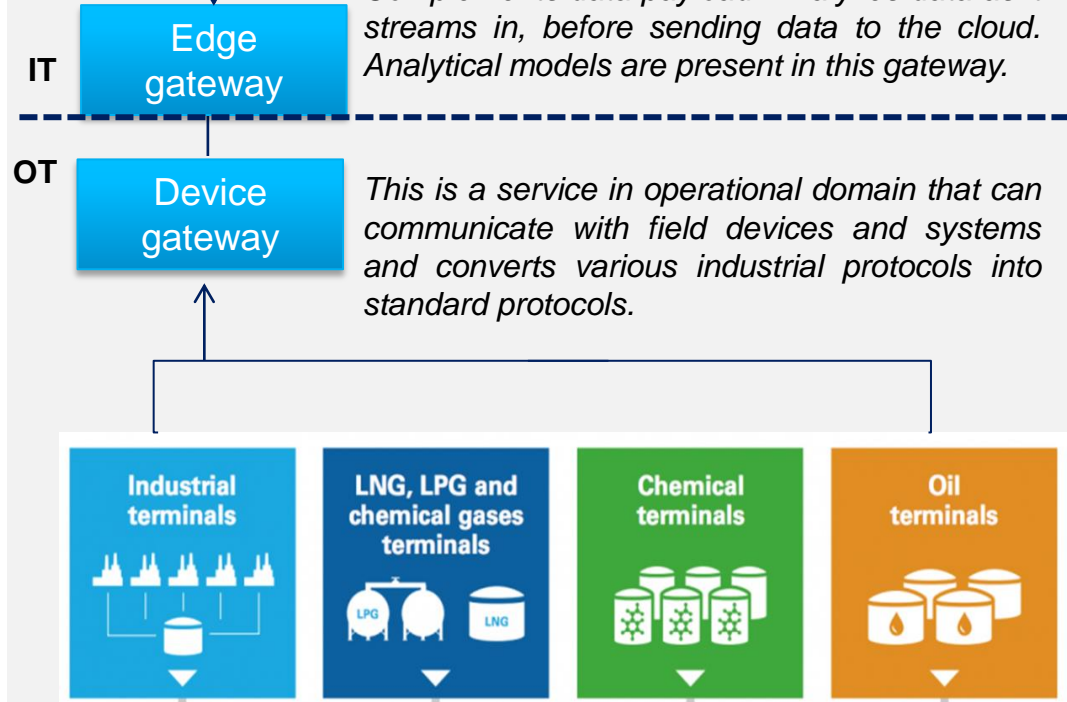 streams in, before sending data to the cloud.
Analytical models are present in this gateway.
Edge
gateway
IT
OT
Device
gateway
This is a service in operational domain that can
communicate with field devices and systems
and converts various industrial protocols into
standard protocols.
Industrial
terminals
LNG, LPG and
chemical gases
terminals
LPG
LNG
Chemical
terminals
Oil
terminals